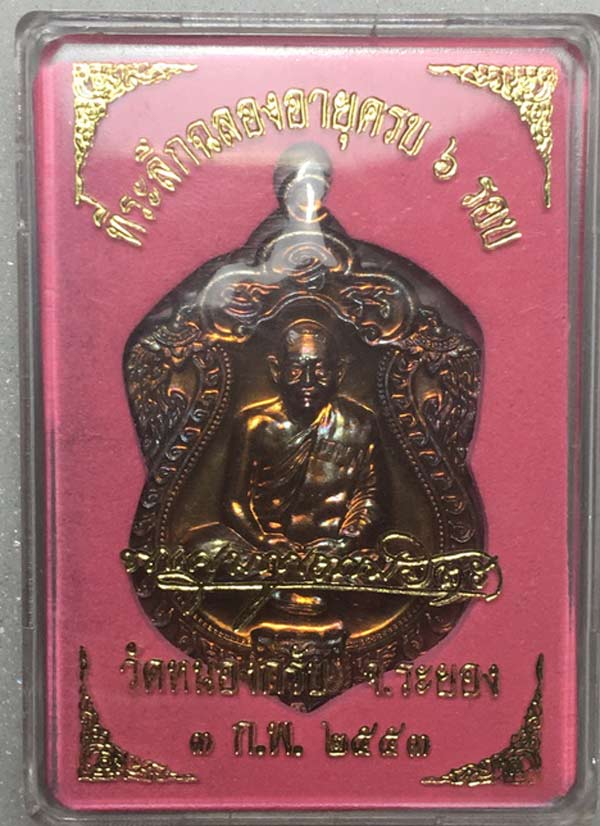 ที่ระลึกฉลองอายุครบ ๖ รอบ
วัดหนองกรับ จ.ระยอง
๓ ก.พ. ๒๕๕๓